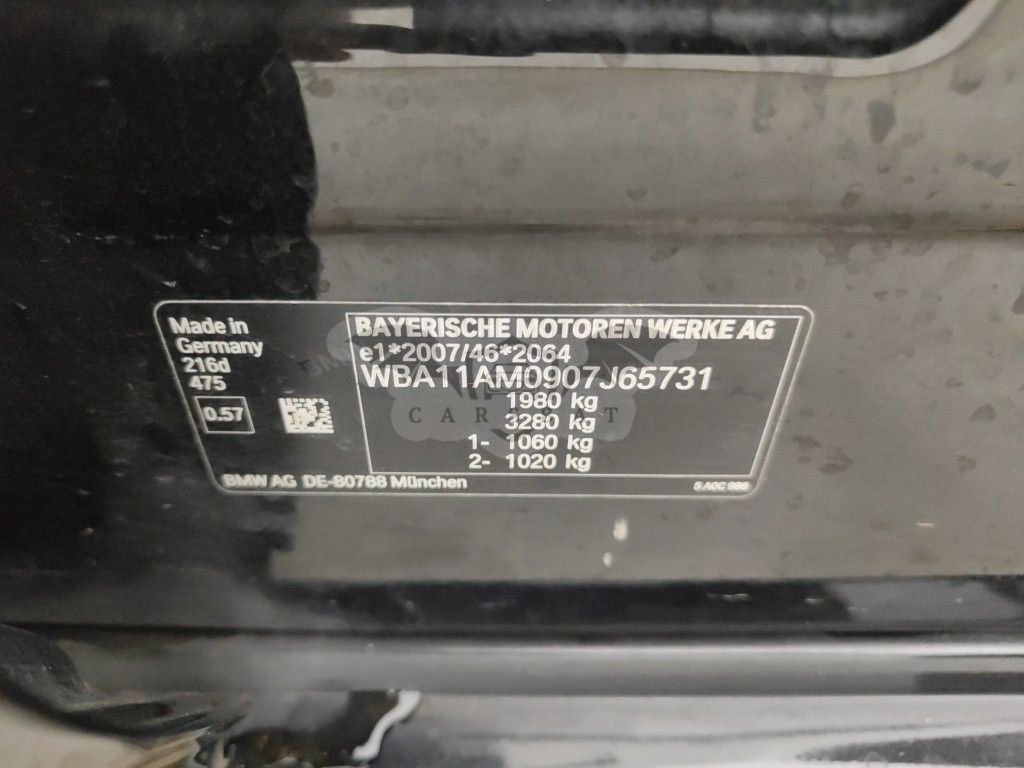 Made in
Germany
216d
475
0.57
BAYERISCHE MOTOREN WERKE AG
e1*2007/46*2064
WBA11AM0907J65731
1980 kg
3280 kg
1- 1060 kg
2- 1020 kg
BMW AG DE-80788 München